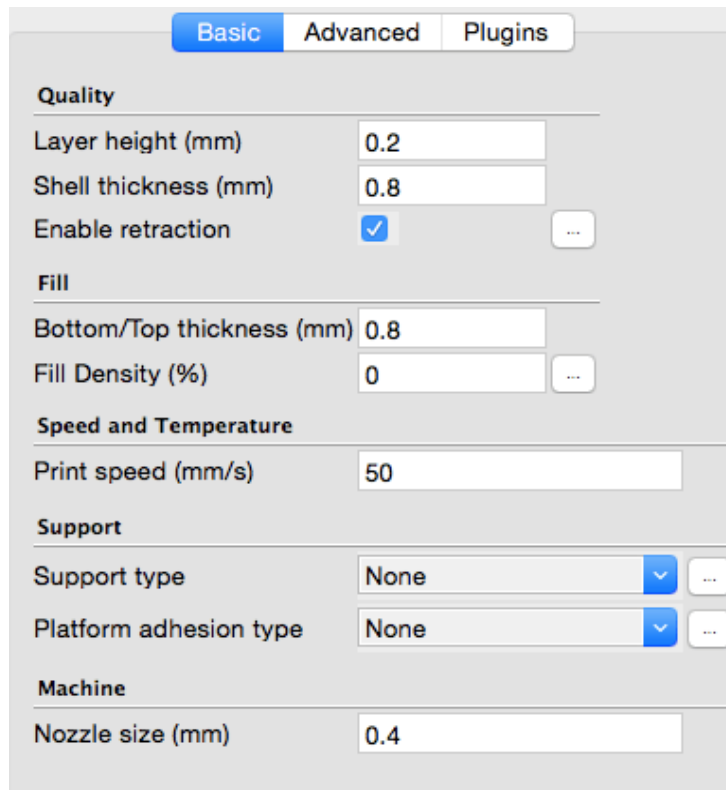 Basic Advanced Plugins
Quality
Layer height (mm) 0.2
Shell thickness (mm) 0.8
Enable retraction ...
Fill
Bottom/Top thickness (mm) 0.8
Fill Density (%) 0 ...
Speed and Temperature
Print speed (mm/s) 50
Support
Support type None ...
Platform adhesion type None ...
Machine
Nozzle size (mm) 0.4